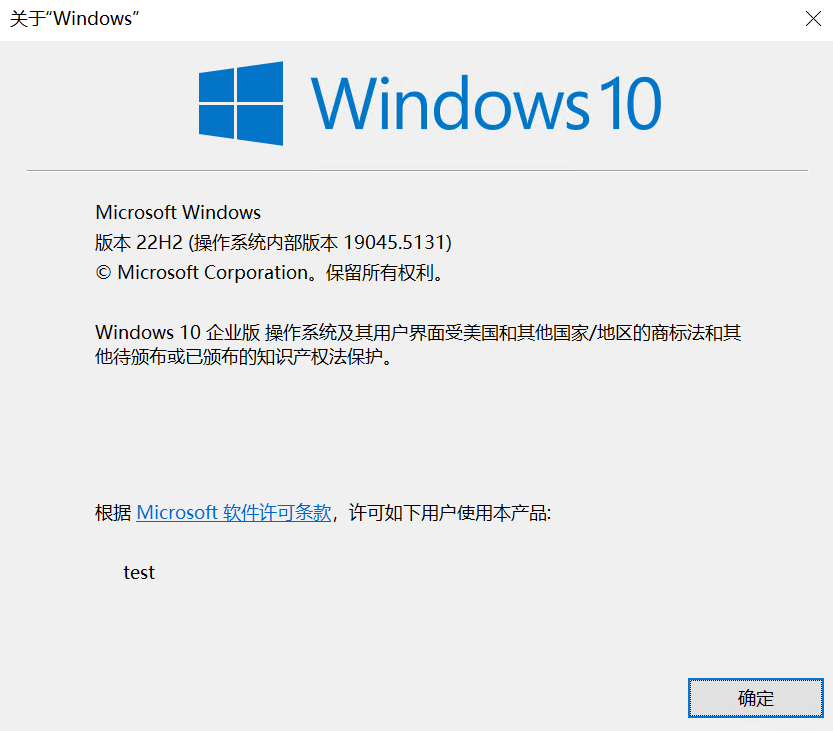 关于“Windows”
Windows 10
Microsoft Windows
版本 22H2 (操作系统内部版本 19045.5131)
© Microsoft Corporation。保留所有权利。
Windows 10 企业版 操作系统及其用户界面受美国和其他国家/地区的商标法和其
他待颁布或已颁布的知识产权法保护。
根据 Microsoft 软件许可条款，许可如下用户使用本产品:
test
确定